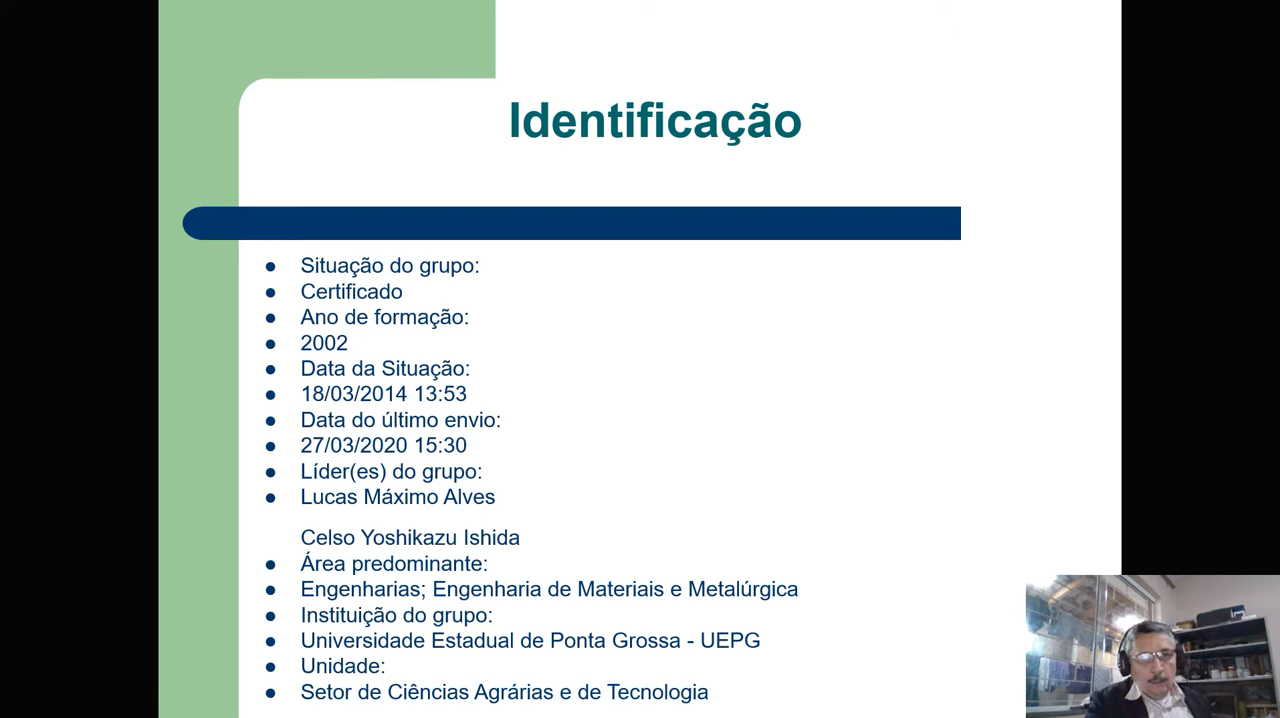 Identificação
Situação do grupo:
Certificado
Ano de formação:
2002
Data da Situação:
18/03/2014 13:53
Data do último envio:
27/03/2020 15:30
Líder(es) do grupo:
Lucas Máximo Alves
Celso Yoshikazu Ishida
Área predominante:
Engenharias; Engenharia de Materiais e Metalúrgica
Instituição do grupo:
Universidade Estadual de Ponta Grossa - UEPG
Unidade:
Setor de Ciências Agrárias e de Tecnologia